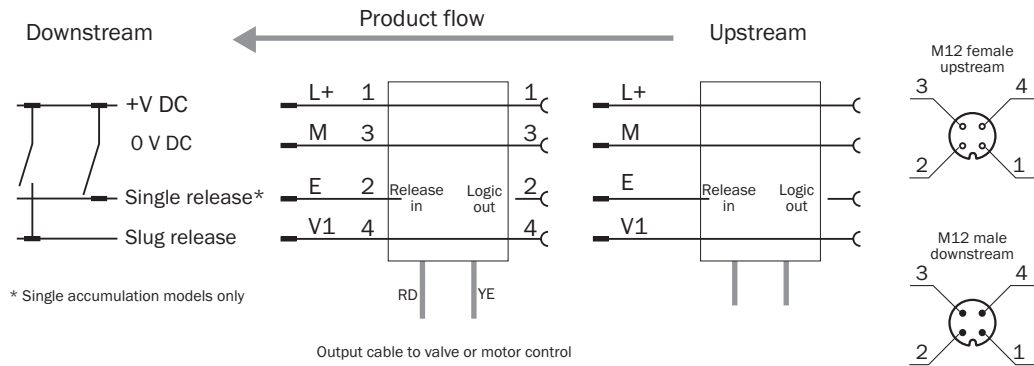 Product flow
Downstream
Upstream
+V DC
0 V DC
Single release*
Slug release
* Single accumulation models only
L+ 1 1
M 3 3
E 2 Release in Logic out 2
V1 4 4
RD YE
Output cable to valve or motor control
L+
M
E Release in Logic out
V1
M12 female
upstream
3 4
2 1
M12 male
downstream
3 4
2 1